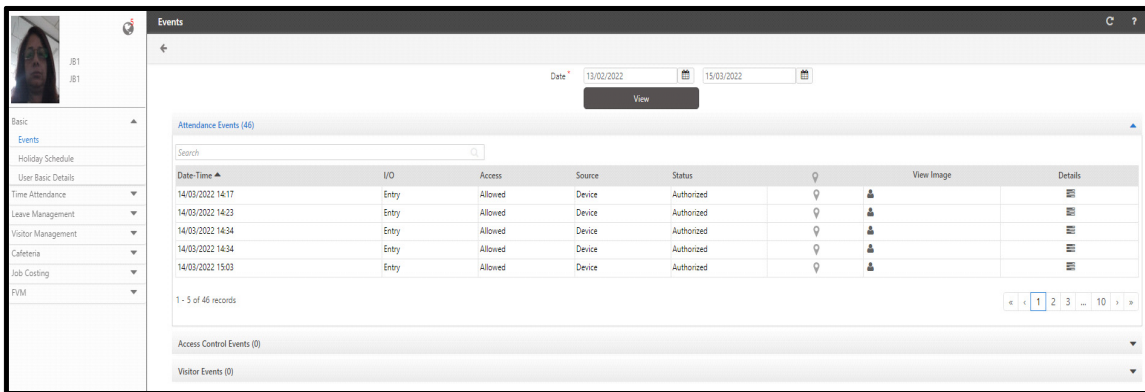 5
JB1
JB1
Basic
Events
Holiday Schedule
User Basic Details
Time Attendance
Leave Management
Visitor Management
Cafeteria
Job Costing
FVM
Events
?
Date * 13/02/2022 15/03/2022
View
Attendance Events (46)
Search
Date-Time I/O Access Source Status View Image Details
14/03/2022 14:17 Entry Allowed Device Authorized
14/03/2022 14:23 Entry Allowed Device Authorized
14/03/2022 14:34 Entry Allowed Device Authorized
14/03/2022 14:34 Entry Allowed Device Authorized
14/03/2022 15:03 Entry Allowed Device Authorized
1 - 5 of 46 records « ‹ 1 2 3 ... 10 › »
Access Control Events (0)
Visitor Events (0)